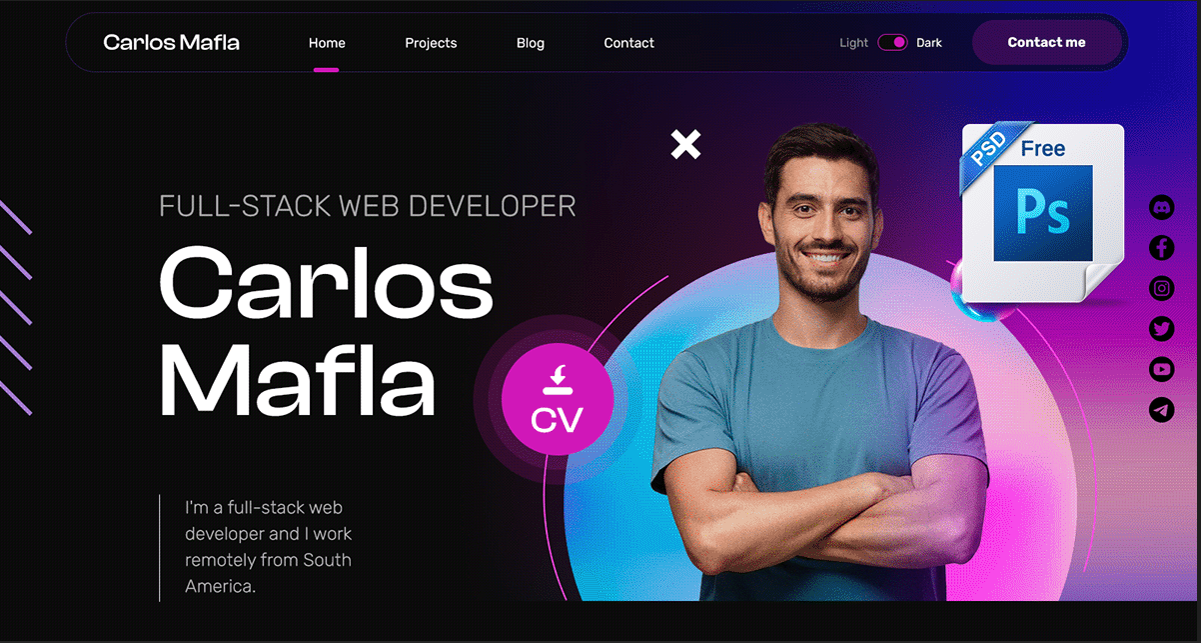 Carlos Mafla
Home
Projects
Blog
Contact
Light
Dark
Contact me
PSD
Free
Ps
FULL-STACK WEB DEVELOPER
Carlos
Mafla
CV
I'm a full-stack web
developer and I work
remotely from South
America.